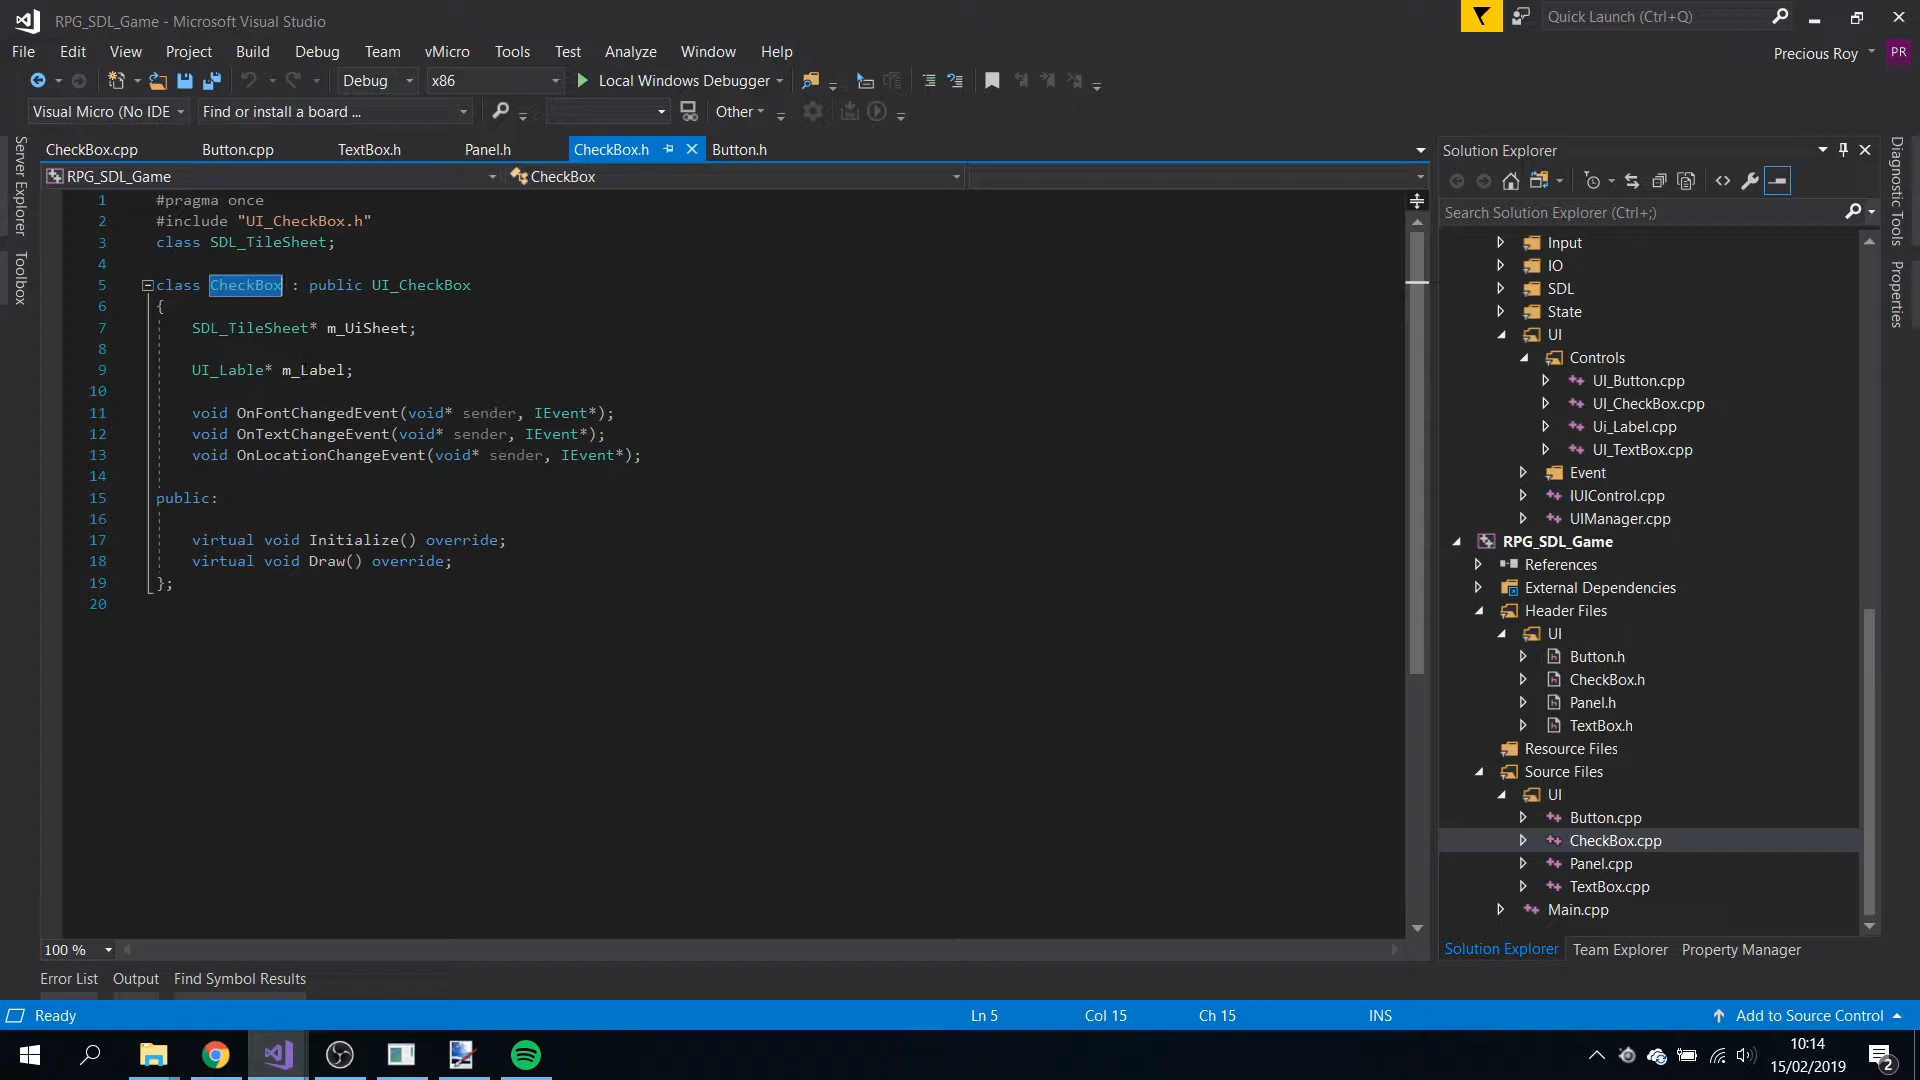 RPG_SDL_Game - Microsoft Visual Studio
Quick Launch (Ctrl+Q)
File Edit View Project Build Debug Team vMicro Tools Test Analyze Window Help
Precious Roy PR
Debug x86 Local Windows Debugger
Visual Micro (No IDE Find or install a board ... Other
Server Explorer
Toolbox
CheckBox.cpp Button.cpp TextBox.h Panel.h CheckBox.h Button.h
RPG_SDL_Game CheckBox
1 #pragma once
2 #include "UI_CheckBox.h"
3 class SDL_TileSheet;
4
5 class CheckBox : public UI_CheckBox
6 {
7 SDL_TileSheet* m_UiSheet;
8
9 UI_Lable* m_Label;
10
11 void OnFontChangedEvent(void* sender, IEvent*);
12 void OnTextChangeEvent(void* sender, IEvent*);
13 void OnLocationChangeEvent(void* sender, IEvent*);
14
15 public:
16
17 virtual void Initialize() override;
18 virtual void Draw() override;
19 };
20
100 %
Solution Explorer
Search Solution Explorer (Ctrl+;)
Input
IO
SDL
State
UI
Controls
UI_Button.cpp
UI_CheckBox.cpp
Ui_Label.cpp
UI_TextBox.cpp
Event
IUIControl.cpp
UIManager.cpp
RPG_SDL_Game
References
External Dependencies
Header Files
UI
Button.h
CheckBox.h
Panel.h
TextBox.h
Resource Files
Source Files
UI
Button.cpp
CheckBox.cpp
Panel.cpp
TextBox.cpp
Main.cpp
Solution Explorer Team Explorer Property Manager
Diagnostic Tools
Properties
Error List Output Find Symbol Results
Ready Ln 5 Col 15 Ch 15 INS Add to Source Control
10:14
15/02/2019
2